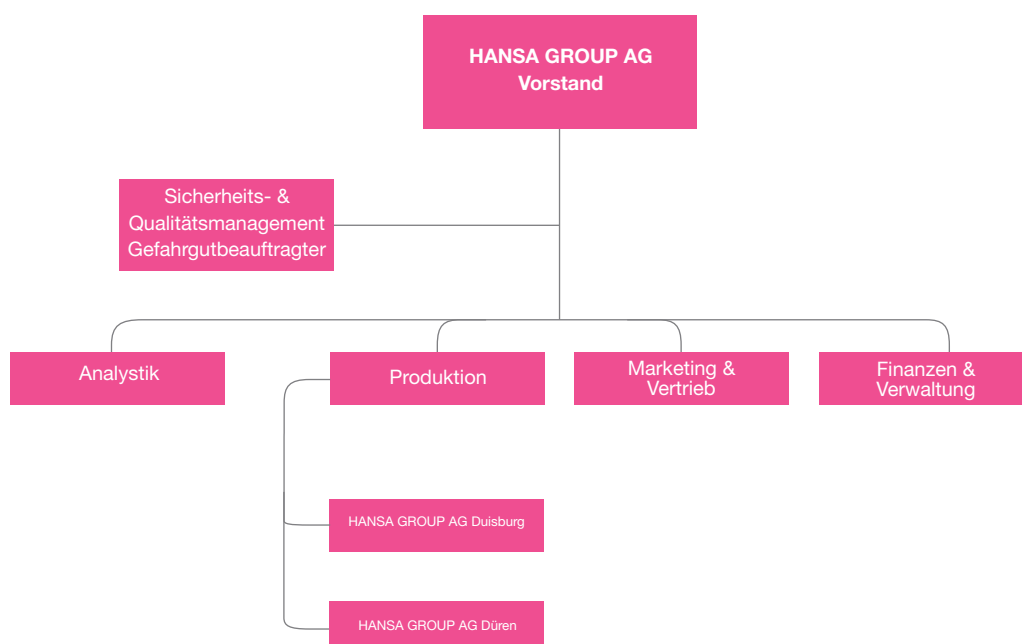 HANSA GROUP AG
Vorstand
Sicherheits- &
Qualitätsmanagement
Gefahrgutbeauftragter
Analystik
Produktion
Marketing &
Vertrieb
Finanzen &
Verwaltung
HANSA GROUP AG Duisburg
HANSA GROUP AG Düren